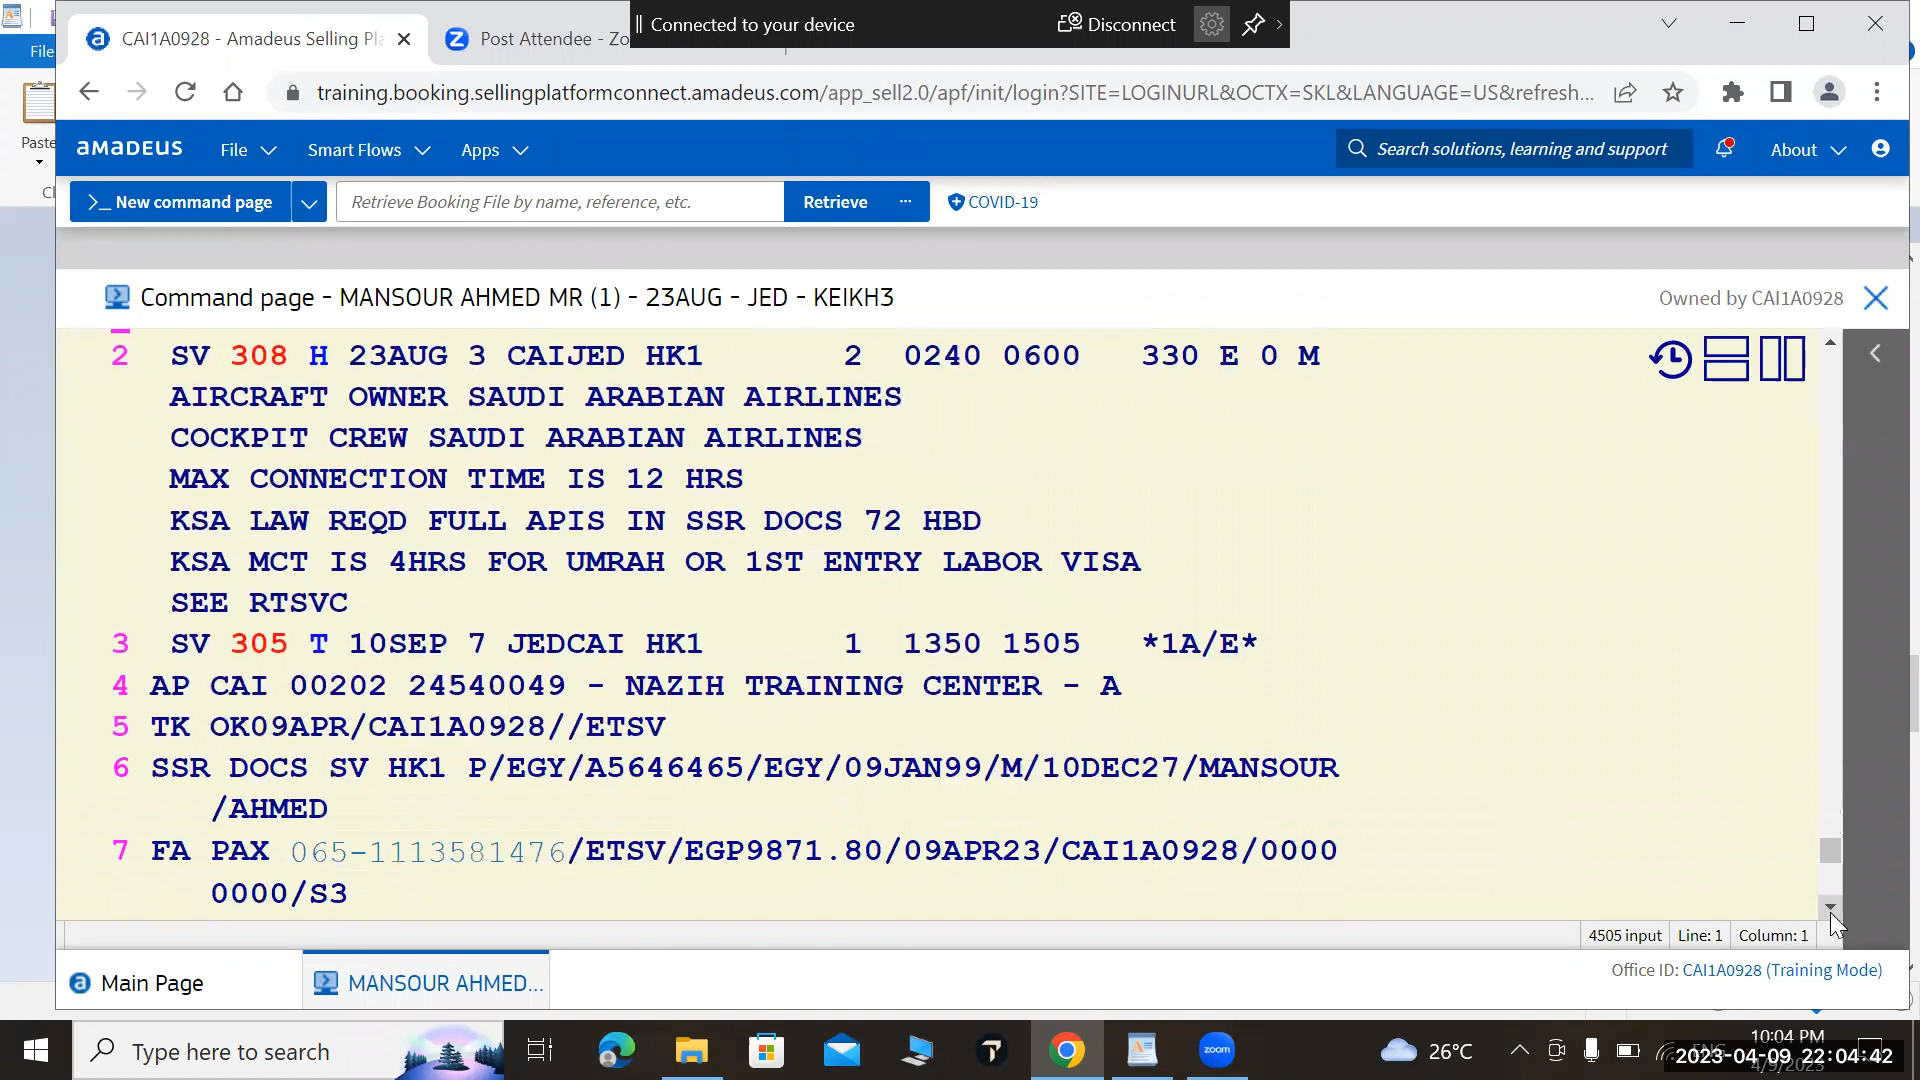 CAI1A0928 - Amadeus Selling Pla
Post Attendee - Zo
Connected to your device
Disconnect
File
training.booking.sellingplatformconnect.amadeus.com/app_sell2.0/apf/init/login?SITE=LOGINURL&OCTX=SKL&LANGUAGE=US&refresh...
Paste
amadeus
File
Smart Flows
Apps
Search solutions, learning and support
About
Cl
>_ New command page
Retrieve Booking File by name, reference, etc.
Retrieve
...
COVID-19
Command page - MANSOUR AHMED MR (1) - 23AUG - JED - KEIKH3
Owned by CAI1A0928
2 SV 308 H 23AUG 3 CAIJED HK1 2 0240 0600 330 E 0 M
AIRCRAFT OWNER SAUDI ARABIAN AIRLINES
COCKPIT CREW SAUDI ARABIAN AIRLINES
MAX CONNECTION TIME IS 12 HRS
KSA LAW REQD FULL APIS IN SSR DOCS 72 HBD
KSA MCT IS 4HRS FOR UMRAH OR 1ST ENTRY LABOR VISA
SEE RTSVC
3 SV 305 T 10SEP 7 JEDCAI HK1 1 1350 1505 *1A/E*
4 AP CAI 00202 24540049 - NAZIH TRAINING CENTER - A
5 TK OK09APR/CAI1A0928//ETSV
6 SSR DOCS SV HK1 P/EGY/A5646465/EGY/09JAN99/M/10DEC27/MANSOUR
/AHMED
7 FA PAX 065-1113581476/ETSV/EGP9871.80/09APR23/CAI1A0928/0000
0000/S3
4505 input
Line: 1
Column: 1
Main Page
MANSOUR AHMED...
Office ID: CAI1A0928 (Training Mode)
Type here to search
zoom
26°C
10:04 PM
2023-04-09 22:04:42